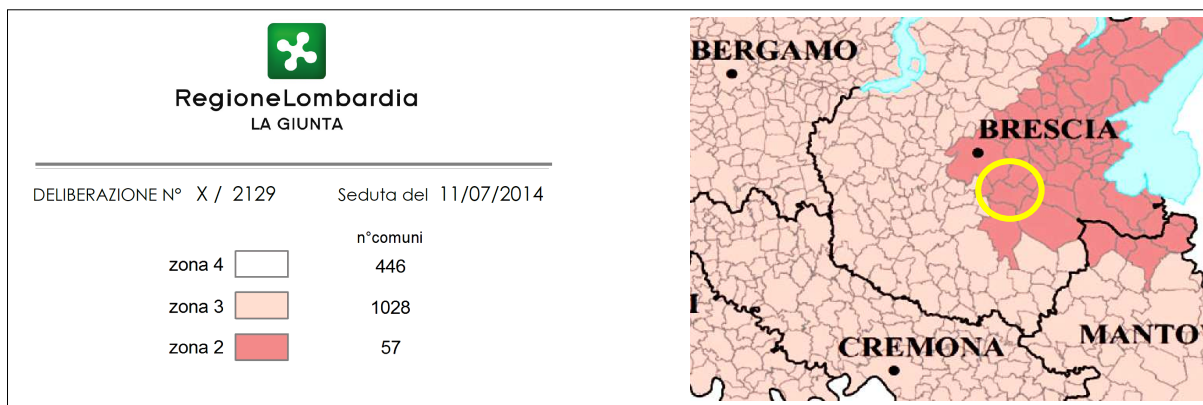 RegioneLombardia
LA GIUNTA
DELIBERAZIONE N° X / 2129 Seduta del 11/07/2014
n°comuni
zona 4 446
zona 3 1028
zona 2 57
BERGAMO
BRESCIA
CREMONA
MANTO